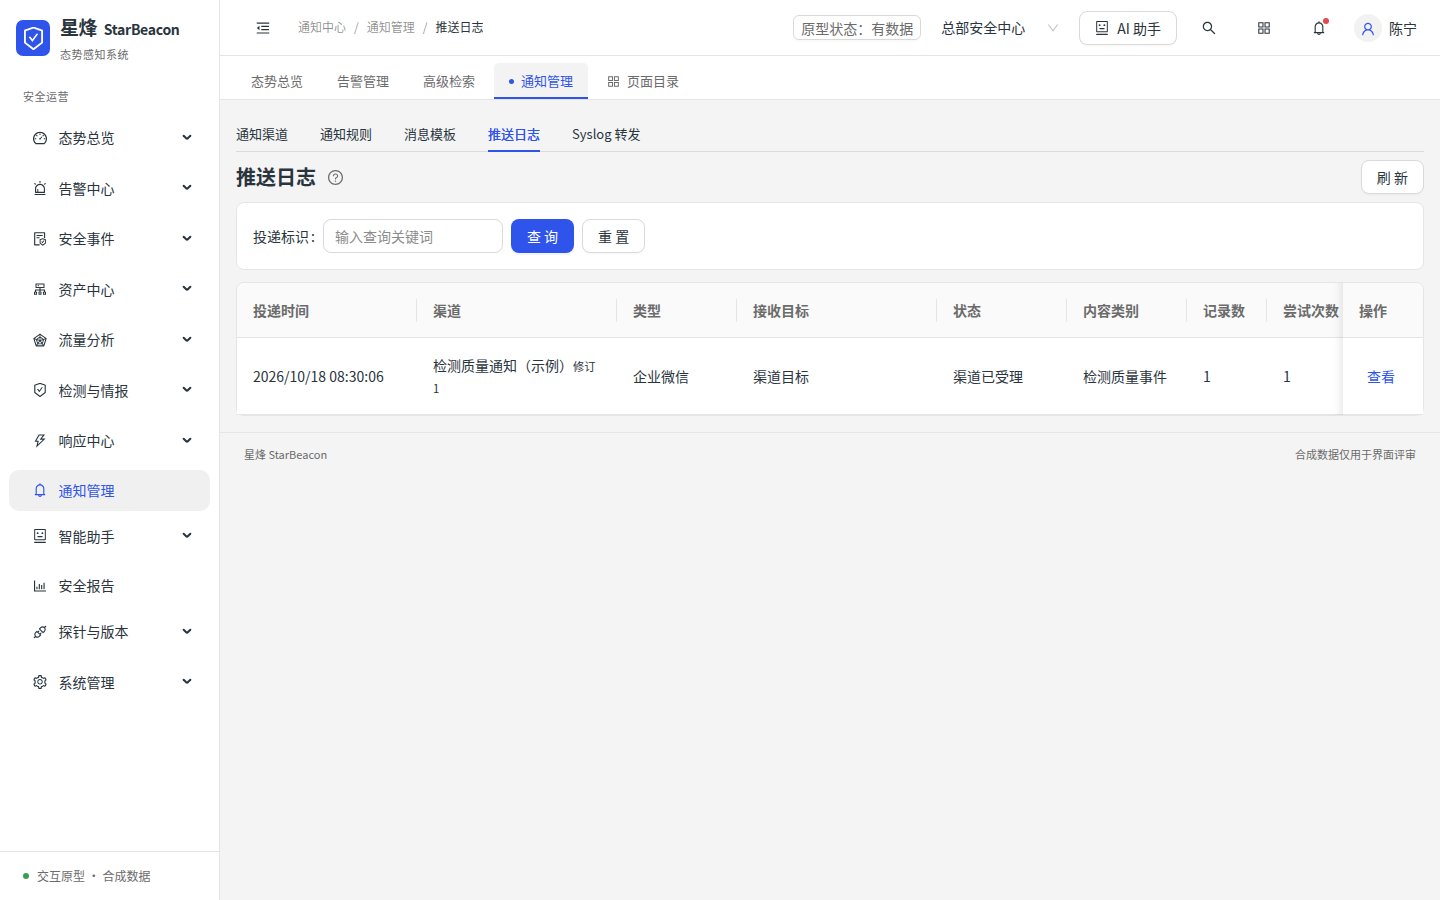 星烽 StarBeacon
态势感知系统
安全运营
态势总览
告警中心
安全事件
资产中心
流量分析
检测与情报
响应中心
通知管理
智能助手
安全报告
探针与版本
系统管理
交互原型 · 合成数据
通知中心 / 通知管理 / 推送日志
原型状态：有数据
总部安全中心
AI 助手
陈宁
态势总览 告警管理 高级检索 通知管理 页面目录
通知渠道 通知规则 消息模板 推送日志 Syslog 转发
推送日志
刷 新
投递标识： 输入查询关键词 查 询 重 置
投递时间 渠道 类型 接收目标 状态 内容类别 记录数 尝试次数 操作
2026/10/18 08:30:06 检测质量通知（示例）修订 1 企业微信 渠道目标 渠道已受理 检测质量事件 1 1 查看
星烽 StarBeacon
合成数据仅用于界面评审